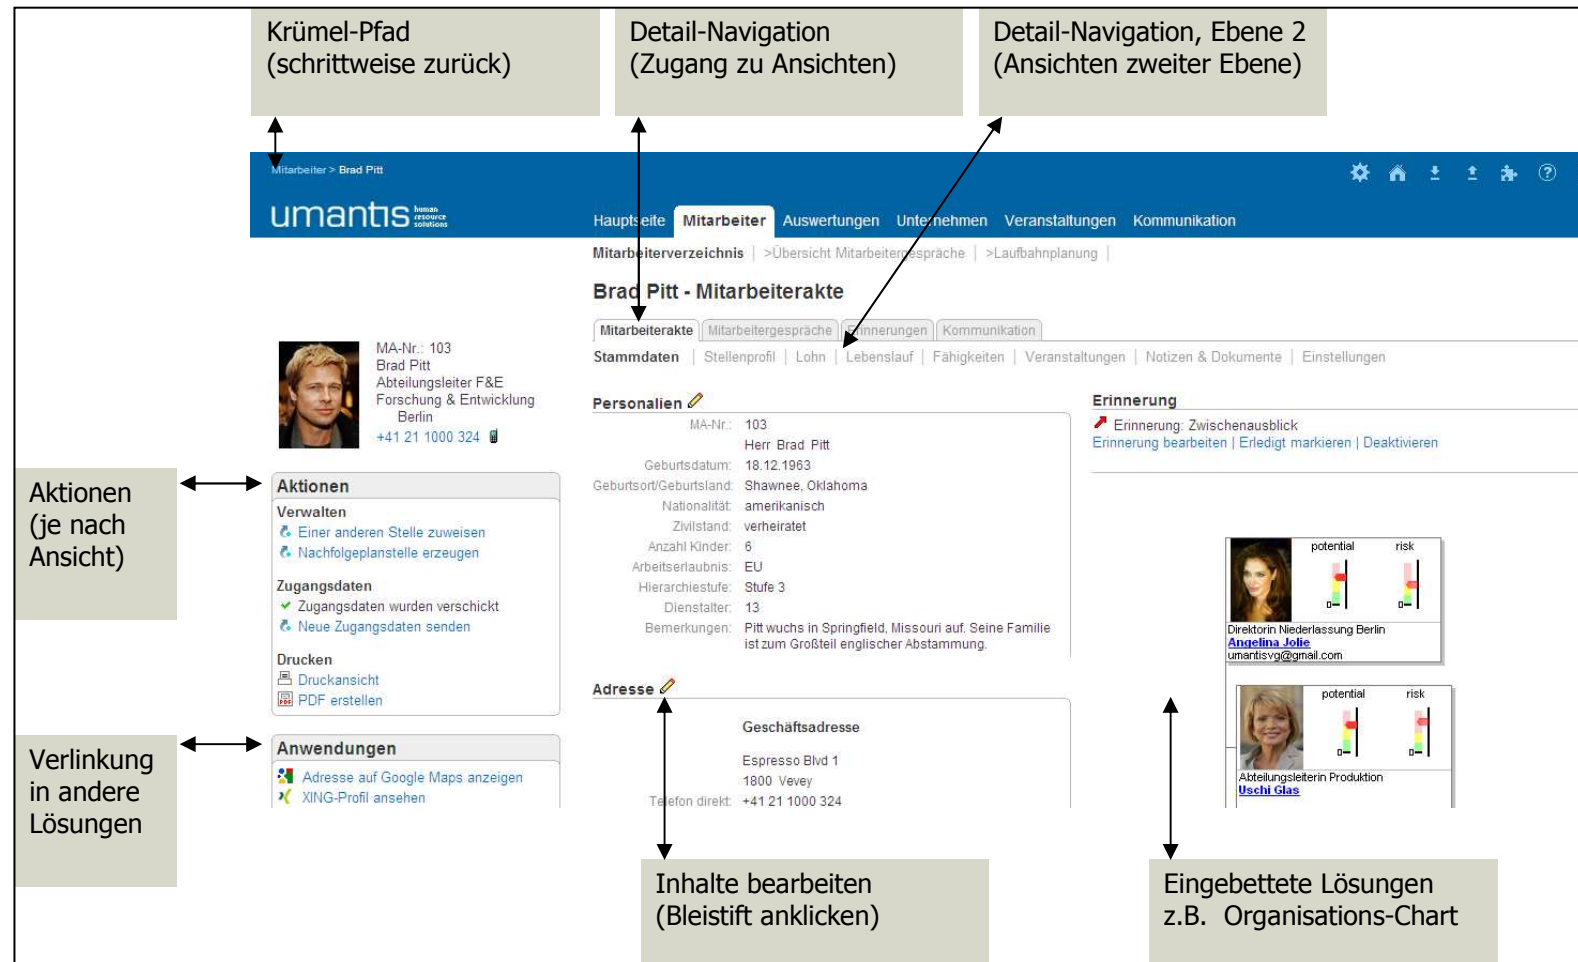 Krümel-Pfad
(schrittweise zurück)
Detail-Navigation
(Zugang zu Ansichten)
Detail-Navigation, Ebene 2
(Ansichten zweiter Ebene)
Mitarbeiter > Brad Pitt
umantis human resource solutions
Hauptseite Mitarbeiter Auswertungen Unternehmen Veranstaltungen Kommunikation
Mitarbeiterverzeichnis | >Übersicht Mitarbeitergespräche | >Laufbahnplanung |
Brad Pitt - Mitarbeiterakte
Mitarbeiterakte Mitarbeitergespräche Erinnerungen Kommunikation
Stammdaten | Stellenprofil | Lohn | Lebenslauf | Fähigkeiten | Veranstaltungen | Notizen & Dokumente | Einstellungen
MA-Nr.: 103
Brad Pitt
Abteilungsleiter F&E
Forschung & Entwicklung
Berlin
+41 21 1000 324
Aktionen
(je nach
Ansicht)
Aktionen
Verwalten
Einer anderen Stelle zuweisen
Nachfolgeplanstelle erzeugen
Zugangsdaten
Zugangsdaten wurden verschickt
Neue Zugangsdaten senden
Drucken
Druckansicht
PDF erstellen
Verlinkung
in andere
Lösungen
Anwendungen
Adresse auf Google Maps anzeigen
XING-Profil ansehen
Personalien
MA-Nr.: 103
Herr Brad Pitt
Geburtsdatum: 18.12.1963
Geburtsort/Geburtsland: Shawnee, Oklahoma
Nationalität: amerikanisch
Zivilstand: verheiratet
Anzahl Kinder: 6
Arbeitserlaubnis: EU
Hierarchiestufe: Stufe 3
Dienstalter: 13
Bemerkungen: Pitt wuchs in Springfield, Missouri auf. Seine Familie
ist zum Großteil englischer Abstammung.
Adresse
Geschäftsadresse
Espresso Blvd 1
1800 Vevey
Telefon direkt: +41 21 1000 324
Erinnerung
Erinnerung: Zwischenausblick
Erinnerung bearbeiten | Erledigt markieren | Deaktivieren
potential risk
Direktorin Niederlassung Berlin
Angelina Jolie
umantisvg@gmail.com
potential risk
Abteilungsleiterin Produktion
Uschi Glas
Inhalte bearbeiten
(Bleistift anklicken)
Eingebettete Lösungen
z.B. Organisations-Chart